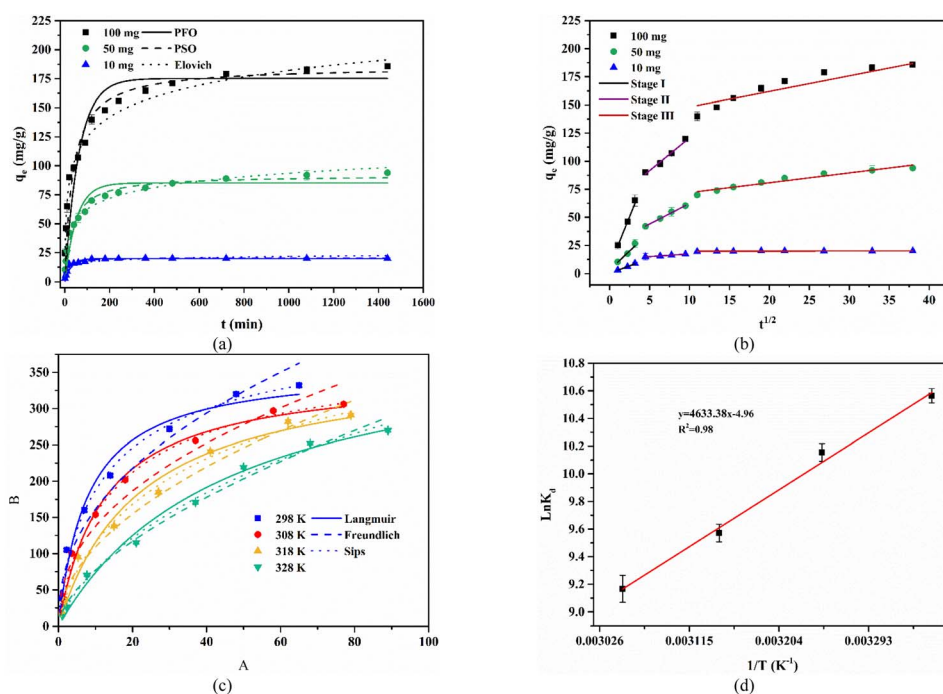 225
200
175
150
125
100
75
50
25
0
q_e (mg/g)
100 mg
50 mg
10 mg
PFO
PSO
Elovich
0 200 400 600 800 1000 1200 1400 1600
t (min)
(a)
225
200
175
150
125
100
75
50
25
0
q_e (mg/g)
100 mg
50 mg
10 mg
Stage I
Stage II
Stage III
0 5 10 15 20 25 30 35 40
t^1/2
(b)
350
300
250
200
150
100
50
0
B
298 K
308 K
318 K
328 K
Langmuir
Freundlich
Sips
0 20 40 60 80 100
A
(c)
10.8
10.6
10.4
10.2
10.0
9.8
9.6
9.4
9.2
9.0
LnK_d
y=4633.38x-4.96
R²=0.98
0.003026 0.003115 0.003204 0.003293
1/T (K⁻¹)
(d)